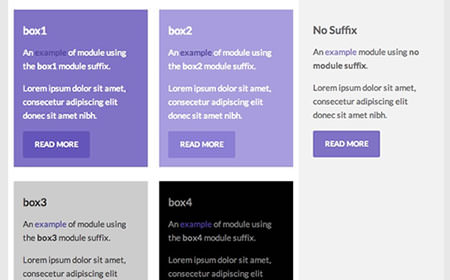 box1
An example of module using
the box1 module suffix.
Lorem ipsum dolor sit amet,
consectetur adipiscing elit
donec sit amet nibh.
READ MORE
box2
An example of module using
the box2 module suffix.
Lorem ipsum dolor sit amet,
consectetur adipiscing elit
donec sit amet nibh.
READ MORE
No Suffix
An example module using no
module suffix.
Lorem ipsum dolor sit amet,
consectetur adipiscing elit
donec sit amet nibh.
READ MORE
box3
An example of module using
the box3 module suffix.
Lorem ipsum dolor sit amet,
consectetur adipiscing elit
box4
An example of module using
the box4 module suffix.
Lorem ipsum dolor sit amet,
consectetur adipiscing elit